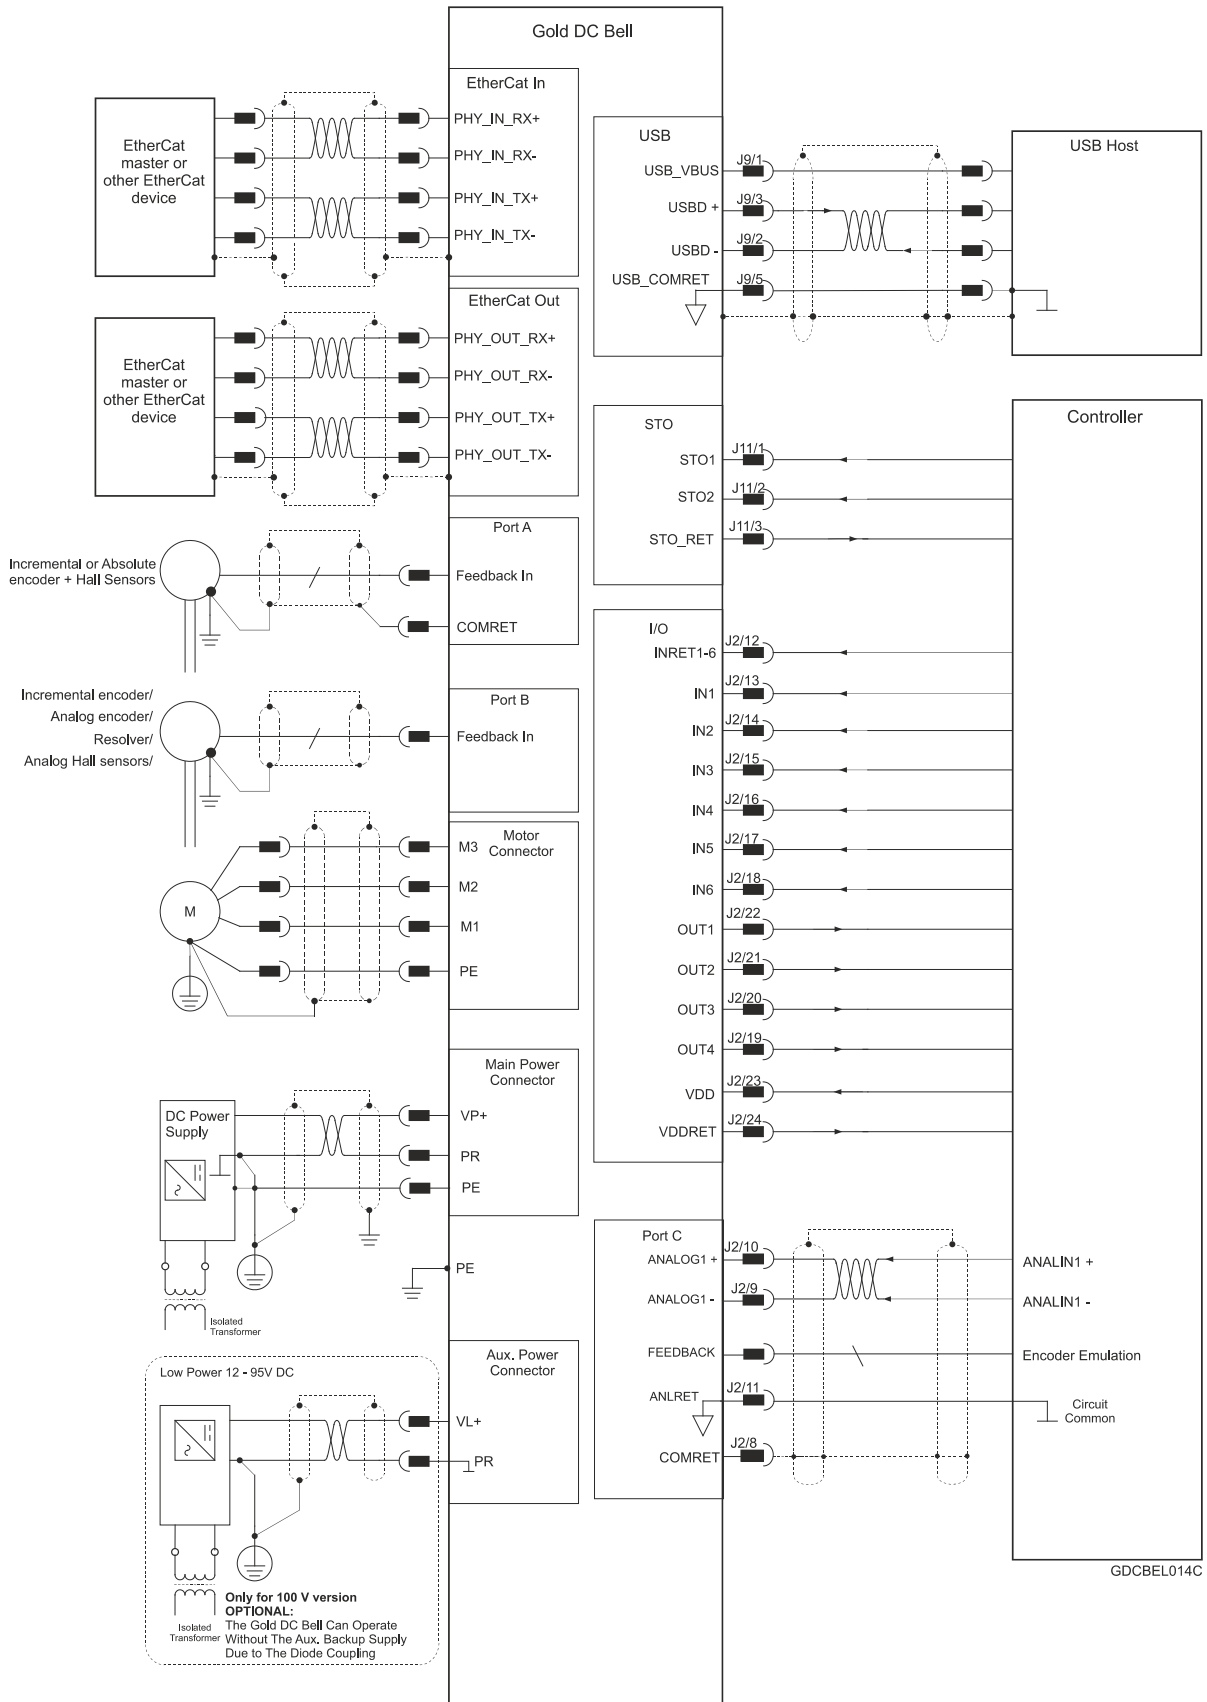 Gold DC Bell
EtherCat In
EtherCat
master or
other EtherCat
device
PHY_IN_RX+
PHY_IN_RX-
PHY_IN_TX+
PHY_IN_TX-
EtherCat Out
EtherCat
master or
other EtherCat
device
PHY_OUT_RX+
PHY_OUT_RX-
PHY_OUT_TX+
PHY_OUT_TX-
Port A
Incremental or Absolute
encoder + Hall Sensors
Feedback In
COMRET
Port B
Incremental encoder/
Analog encoder/
Resolver/
Analog Hall sensors/
Feedback In
Motor
Connector
M
M3
M2
M1
PE
Main Power
Connector
DC Power
Supply
VP+
PR
PE
PE
Isolated
Transformer
Aux. Power
Connector
Low Power 12 - 95V DC
VL+
PR
Isolated
Transformer
Only for 100 V version
OPTIONAL:
The Gold DC Bell Can Operate
Without The Aux. Backup Supply
Due to The Diode Coupling
USB
USB_VBUS J9/1
USBD + J9/3
USBD - J9/2
USB_COMRET J9/5
USB Host
STO
STO1 J11/1
STO2 J11/2
STO_RET J11/3
Controller
I/O
INRET1-6 J2/12
IN1 J2/13
IN2 J2/14
IN3 J2/15
IN4 J2/16
IN5 J2/17
IN6 J2/18
OUT1 J2/22
OUT2 J2/21
OUT3 J2/20
OUT4 J2/19
VDD J2/23
VDDRET J2/24
Port C
ANALOG1 + J2/10
ANALOG1 - J2/9
FEEDBACK
ANLRET J2/11
COMRET J2/8
ANALIN1 +
ANALIN1 -
Encoder Emulation
Circuit
Common
GDCBEL014C